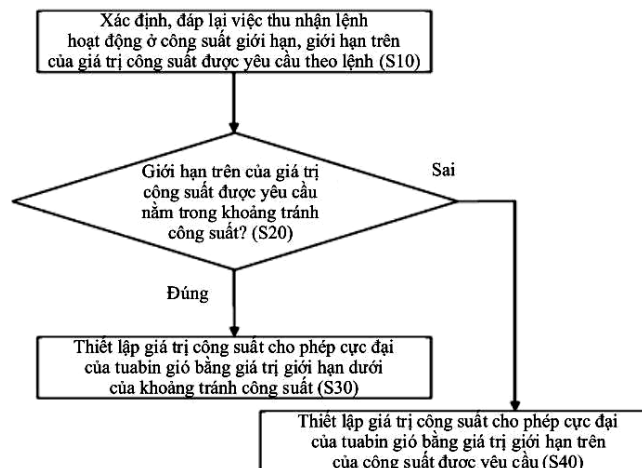 Xác định, đáp lại việc thu nhận lệnh
hoạt động ở công suất giới hạn, giới hạn trên
của giá trị công suất được yêu cầu theo lệnh (S10)
Giới hạn trên của giá trị
công suất được yêu cầu
nằm trong khoảng tránh
công suất? (S20)
Sai
Đúng
Thiết lập giá trị công suất cho phép cực đại
của tuabin gió bằng giá trị giới hạn dưới
của khoảng tránh công suất (S30)
Thiết lập giá trị công suất cho phép cực đại
của tuabin gió bằng giá trị giới hạn trên
của công suất được yêu cầu (S40)